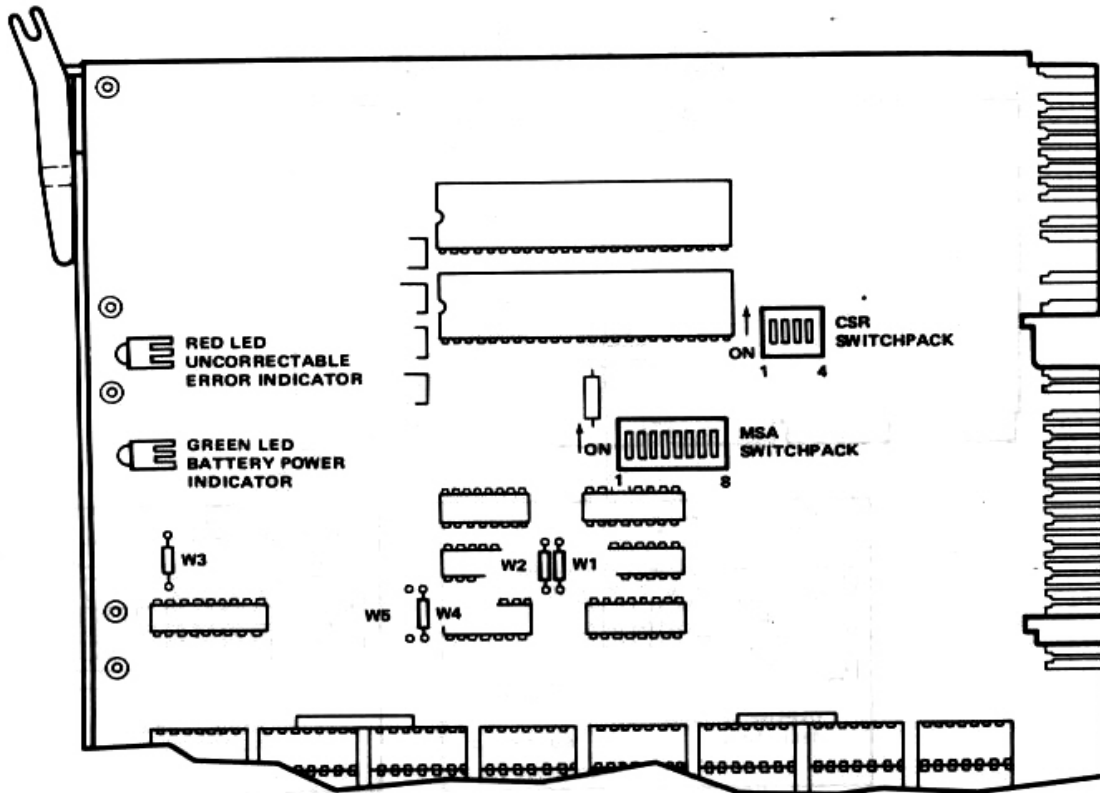 RED LED
UNCORRECTABLE
ERROR INDICATOR
ON
1 4
CSR
SWITCHPACK
GREEN LED
BATTERY POWER
INDICATOR
ON
1 8
MSA
SWITCHPACK
W3
W2
W1
W5
W4